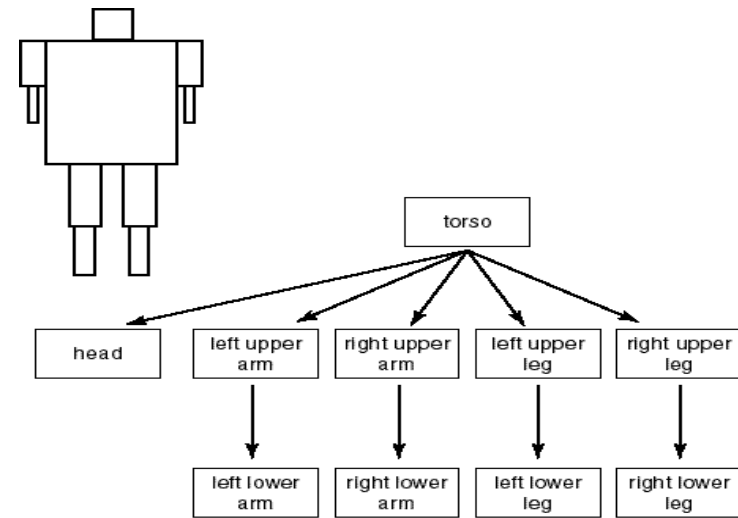 torso
head
left upper
arm
right upper
arm
left upper
leg
right upper
leg
left lower
arm
right lower
arm
left lower
leg
right lower
leg